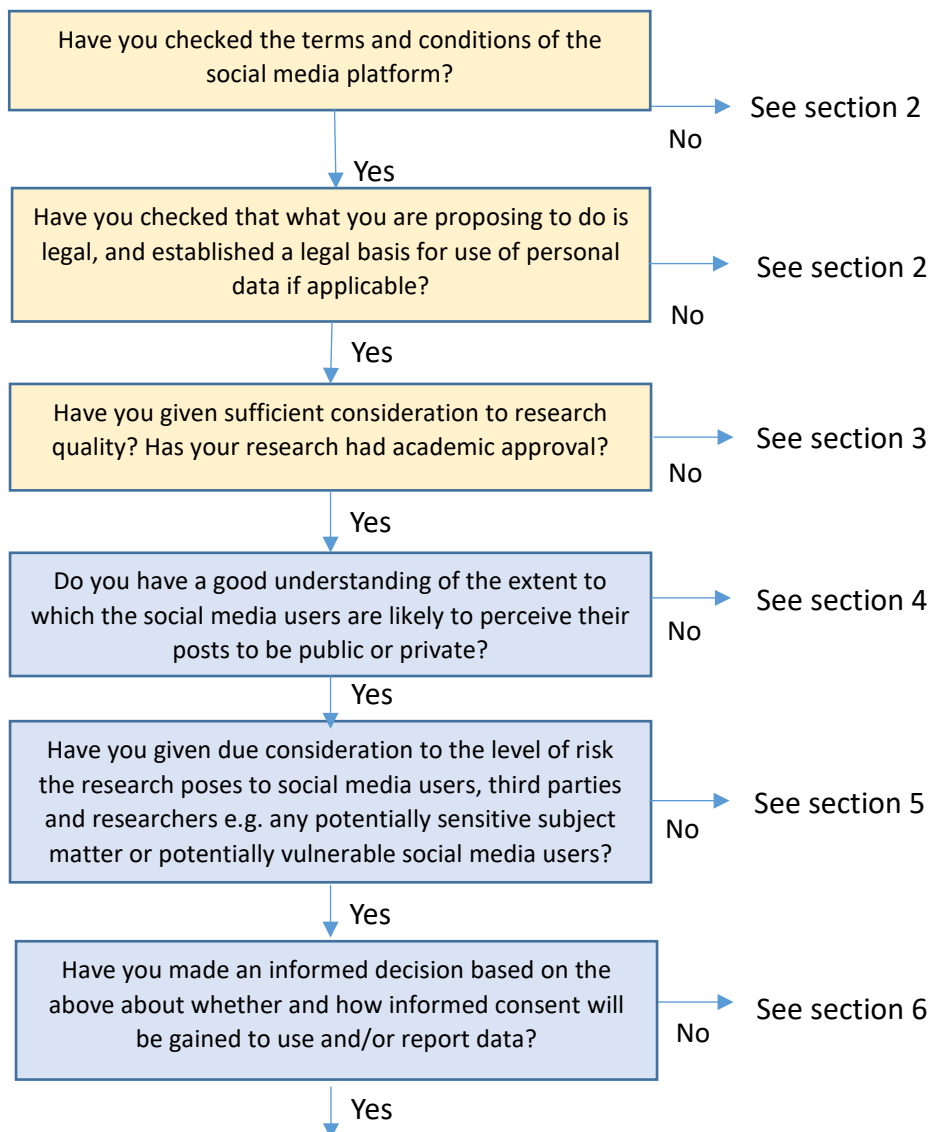 Have you checked the terms and conditions of the
social media platform?
See section 2
No
Yes
Have you checked that what you are proposing to do is
legal, and established a legal basis for use of personal
data if applicable?
See section 2
No
Yes
Have you given sufficient consideration to research
quality? Has your research had academic approval?
See section 3
No
Yes
Do you have a good understanding of the extent to
which the social media users are likely to perceive their
posts to be public or private?
See section 4
No
Yes
Have you given due consideration to the level of risk
the research poses to social media users, third parties
and researchers e.g. any potentially sensitive subject
matter or potentially vulnerable social media users?
See section 5
No
Yes
Have you made an informed decision based on the
above about whether and how informed consent will
be gained to use and/or report data?
See section 6
No
Yes